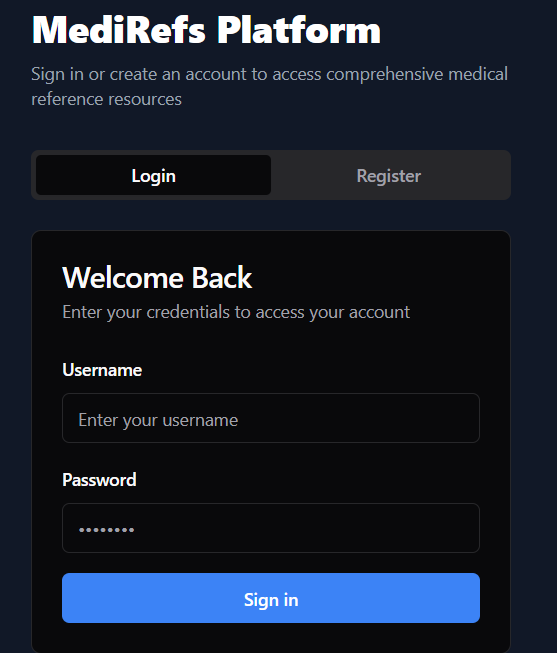 MediRefs Platform
Sign in or create an account to access comprehensive medical
reference resources
Login
Register
Welcome Back
Enter your credentials to access your account
Username
Enter your username
Password
••••••••
Sign in